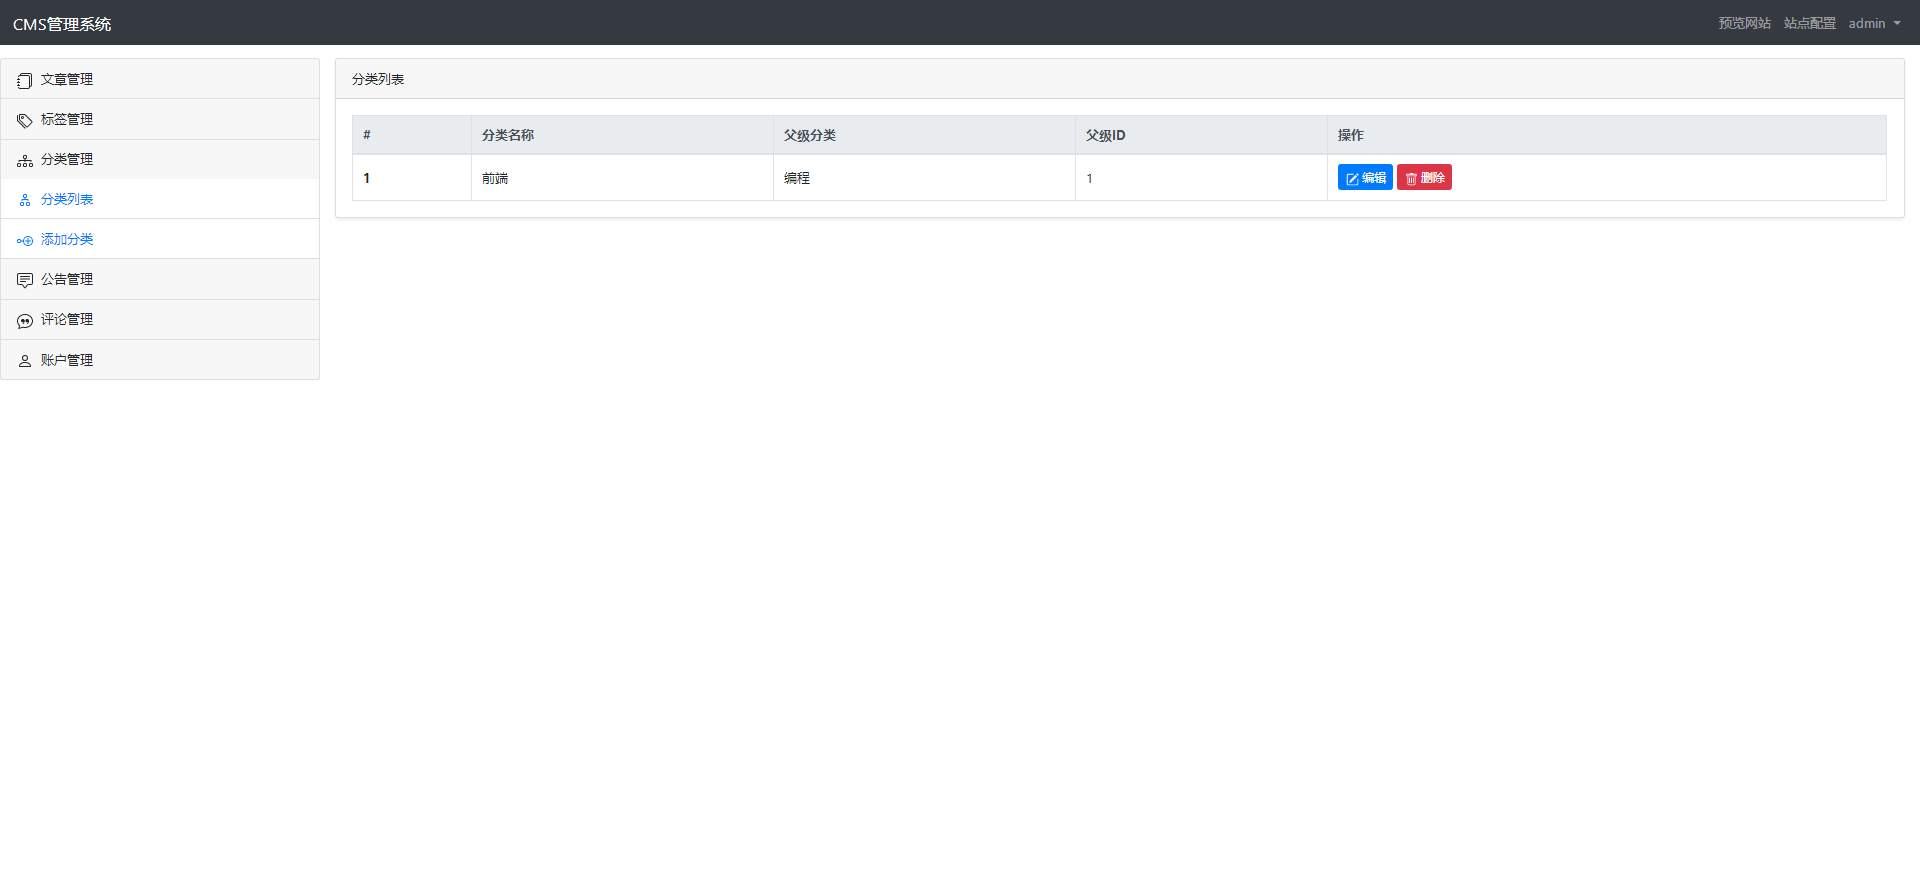 CMS管理系统
预览网站 站点配置 admin
文章管理
标签管理
分类管理
分类列表
添加分类
公告管理
评论管理
账户管理
分类列表
# 分类名称 父级分类 父级ID 操作
1 前端 编程 1 编辑 删除